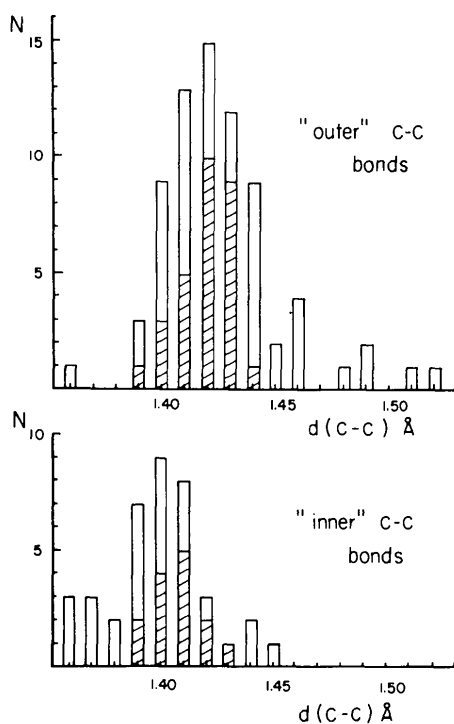 N
15
10
5
"outer" C-C
bonds
1.40
1.45
1.50
d (C-C) Å
N
10
5
"inner" C-C
bonds
1.40
1.45
1.50
d (C-C) Å